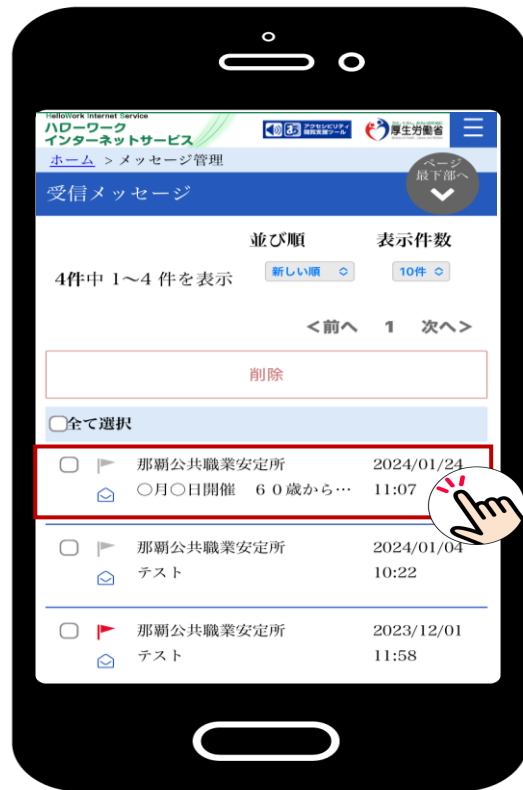 HelloWork Internet Service
ハローワーク
インターネットサービス
アクセシビリティ
閲覧支援ツール
厚生労働省
ホーム ＞メッセージ管理
ページ
最下部へ
受信メッセージ
並び順 表示件数
4件中 1～4 件を表示 新しい順 10件
＜前へ 1 次へ＞
削除
全て選択
那覇公共職業安定所 2024/01/24
〇月〇日開催 ６０歳から… 11:07
那覇公共職業安定所 2024/01/04
テスト 10:22
那覇公共職業安定所 2023/12/01
テスト 11:58